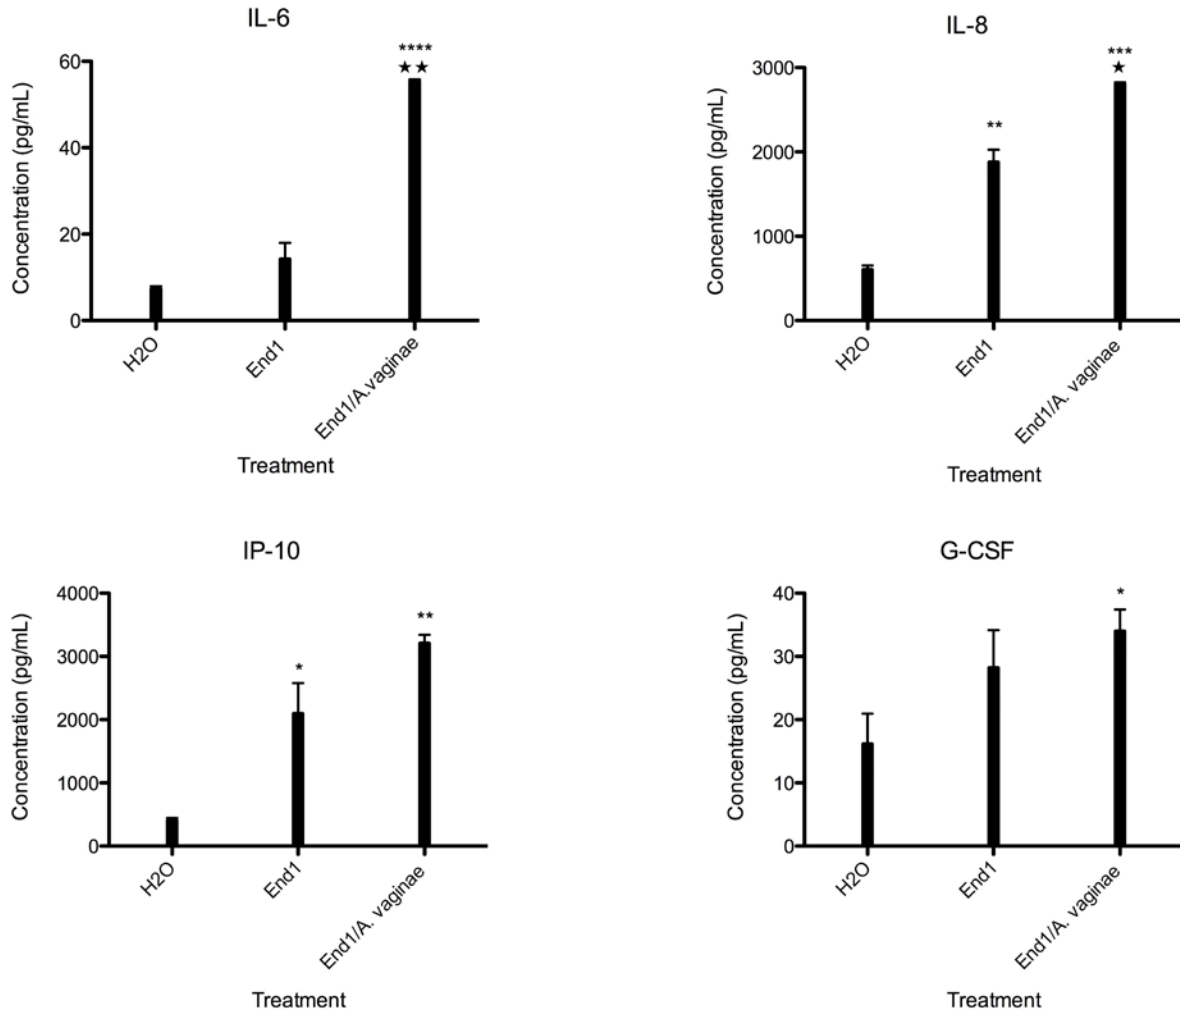 IL-6
****
★★
60
40
20
0
Concentration (pg/mL)
H2O
End1
End1/A.vaginae
Treatment
IL-8
***
★
**
3000
2000
1000
0
Concentration (pg/mL)
H2O
End1
End1/A. vaginae
Treatment
IP-10
**
*
4000
3000
2000
1000
0
Concentration (pg/mL)
H2O
End1
End1/A. vaginae
Treatment
G-CSF
*
40
30
20
10
0
Concentration (pg/mL)
H2O
End1
End1/A. vaginae
Treatment